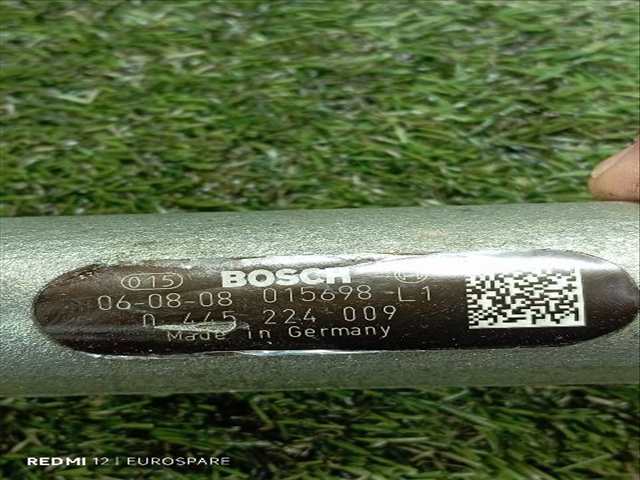 015 BOSCH
06-08-08 015698 L1
0 445 224 009
Made in Germany
REDMI 12 | EUROSPARE